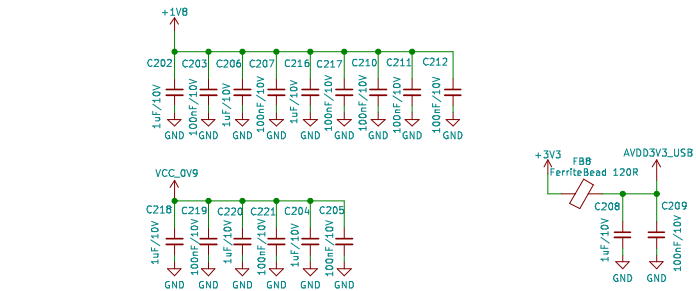 +1V8
C202 C203 C206 C207 C216 C217 C210 C211 C212
1uF/10V 100nF/10V 1uF/10V 100nF/10V 1uF/10V 100nF/10V 100nF/10V 100nF/10V 100nF/10V
GND GND GND GND GND GND GND GND GND
+3V3 FB8 AVDD3V3_USB
FerriteBead 120R
C208 C209
1uF/10V 100nF/10V
GND GND
VCC_0V9
C218 C219 C220 C221 C204 C205
1uF/10V 100nF/10V 1uF/10V 100nF/10V 1uF/10V 100nF/10V
GND GND GND GND GND GND